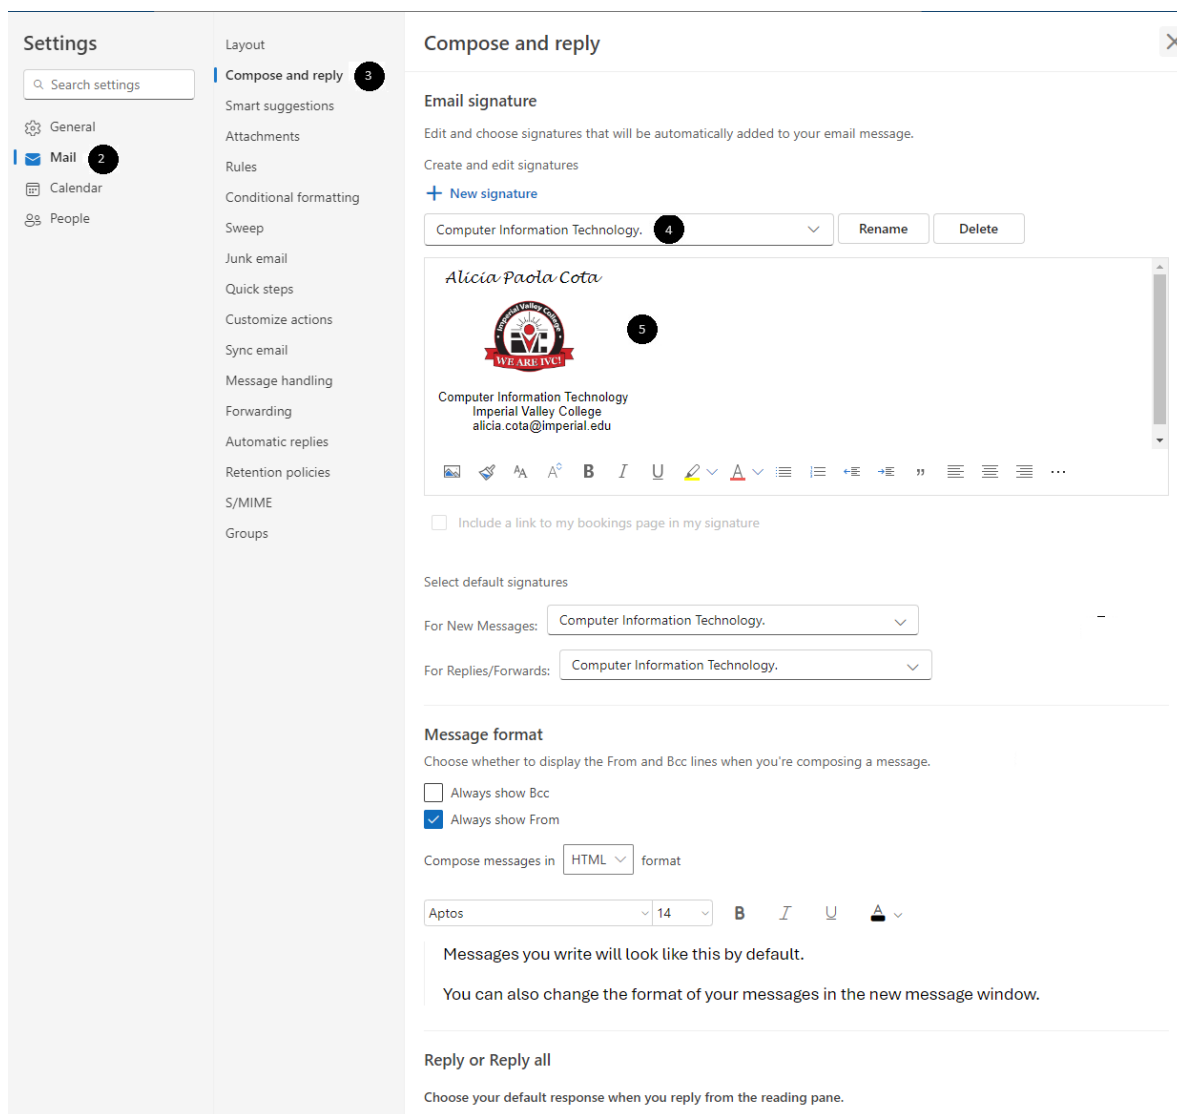 Settings
Search settings
General
Mail 2
Calendar
People
Layout
Compose and reply 3
Smart suggestions
Attachments
Rules
Conditional formatting
Sweep
Junk email
Quick steps
Customize actions
Sync email
Message handling
Forwarding
Automatic replies
Retention policies
S/MIME
Groups
Compose and reply
Email signature
Edit and choose signatures that will be automatically added to your email message.
Create and edit signatures
New signature
Computer Information Technology. 4 Rename Delete
Alicia Paola Cota
Imperial Valley College
IVC
WE ARE IVC!
5
Computer Information Technology
Imperial Valley College
alicia.cota@imperial.edu
Include a link to my bookings page in my signature
Select default signatures
For New Messages: Computer Information Technology.
For Replies/Forwards: Computer Information Technology.
Message format
Choose whether to display the From and Bcc lines when you're composing a message.
Always show Bcc
Always show From
Compose messages in HTML format
Aptos 14 B I U A
Messages you write will look like this by default.
You can also change the format of your messages in the new message window.
Reply or Reply all
Choose your default response when you reply from the reading pane.